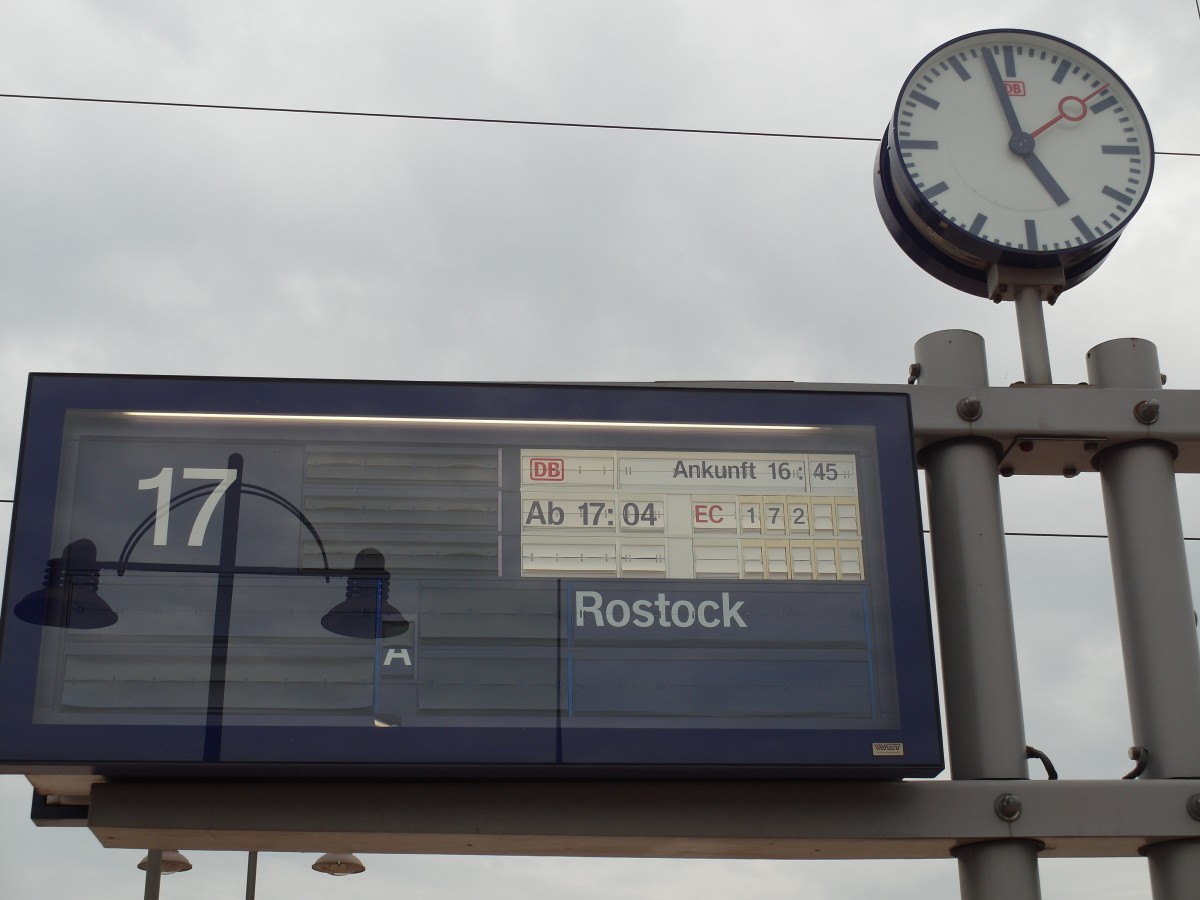 DB
17
DB Ankunft 16:45
Ab 17:04 EC 172
Rostock
A